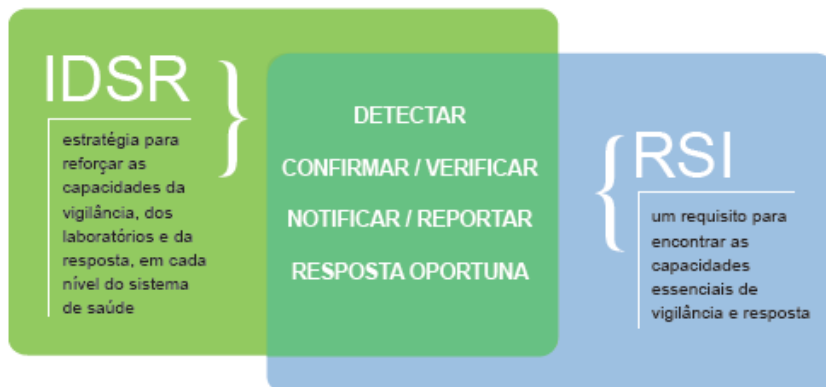 IDSR
estratégia para
reforçar as
capacidades da
vigilância, dos
laboratórios e da
resposta, em cada
nível do sistema
de saúde
DETECTAR
CONFIRMAR / VERIFICAR
NOTIFICAR / REPORTAR
RESPOSTA OPORTUNA
RSI
um requisito para
encontrar as
capacidades
essenciais de
vigilância e resposta